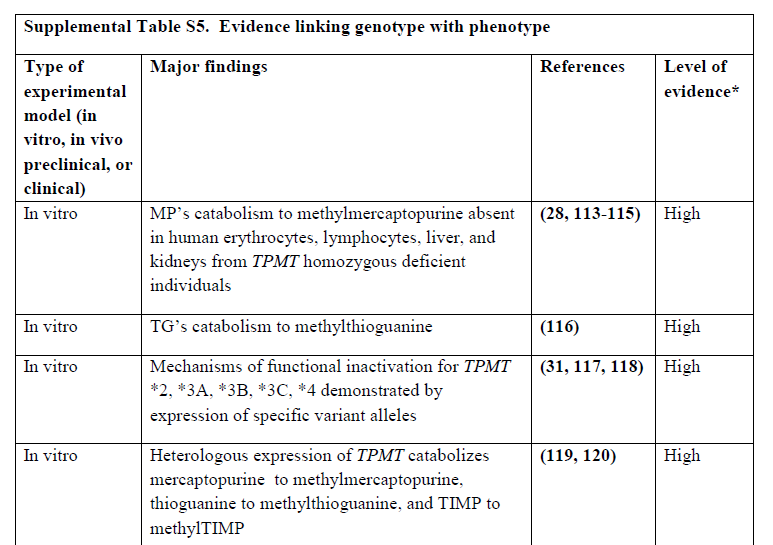 Supplemental Table S5.  Evidence linking genotype with phenotype
Type of
experimental
model (in
vitro, in vivo
preclinical, or
clinical)
Major findings
References
Level of
evidence*
In vitro
MP’s catabolism to methylmercaptopurine absent
in human erythrocytes, lymphocytes, liver, and
kidneys from TPMT homozygous deficient
individuals
(28, 113-115)
High
In vitro
TG’s catabolism to methylthioguanine
(116)
High
In vitro
Mechanisms of functional inactivation for TPMT
*2, *3A, *3B, *3C, *4 demonstrated by
expression of specific variant alleles
(31, 117, 118)
High
In vitro
Heterologous expression of TPMT catabolizes
mercaptopurine  to methylmercaptopurine,
thioguanine to methylthioguanine, and TIMP to
methylTIMP
(119, 120)
High